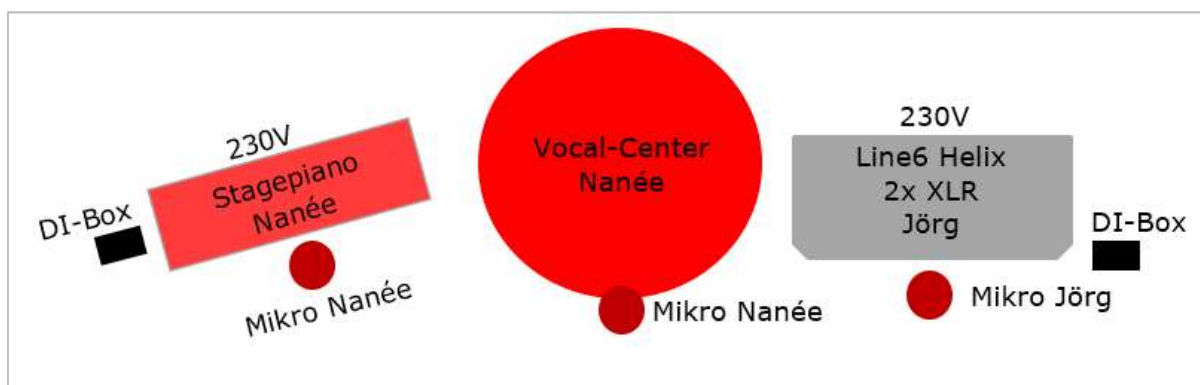 230V
Stagepiano
Nanée
DI-Box
Mikro Nanée
Vocal-Center
Nanée
Mikro Nanée
230V
Line6 Helix
2x XLR
Jörg
DI-Box
Mikro Jörg